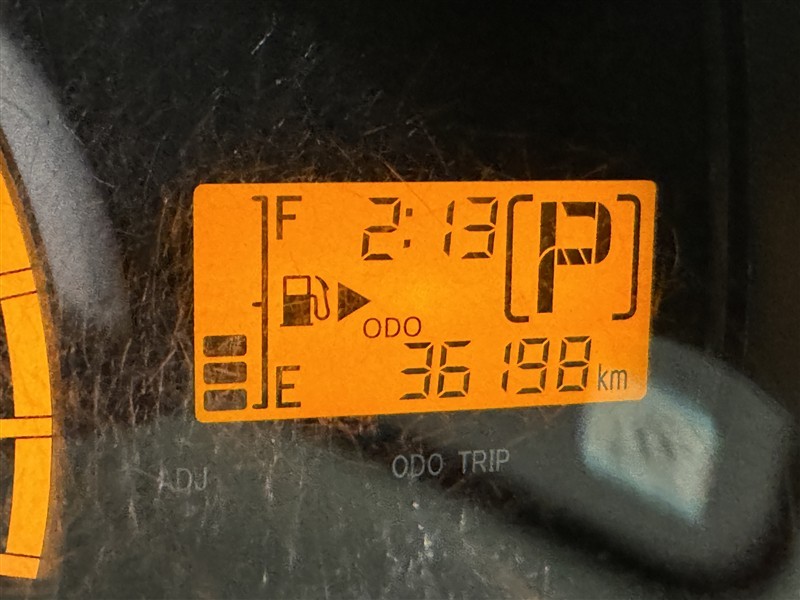 F 2:13 P
ODO
E 36198 km
ADJ ODO TRIP